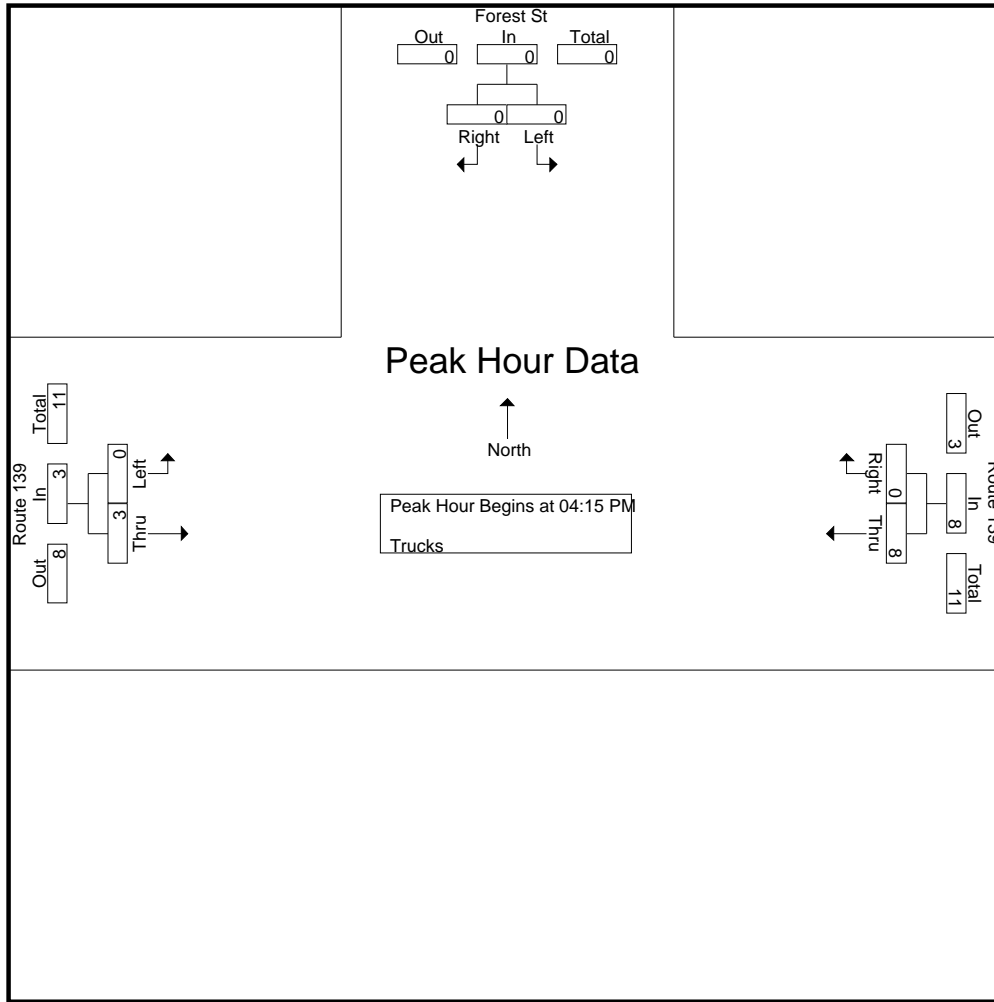 Forest St
Out In Total
0 0 0
0 0
Right Left
Peak Hour Data
North
Peak Hour Begins at 04:15 PM
Trucks
Route 139
Out In Total
8 3 11
0 3
Left Thru
Route 139
Out In Total
3 8 11
0 8
Right Thru